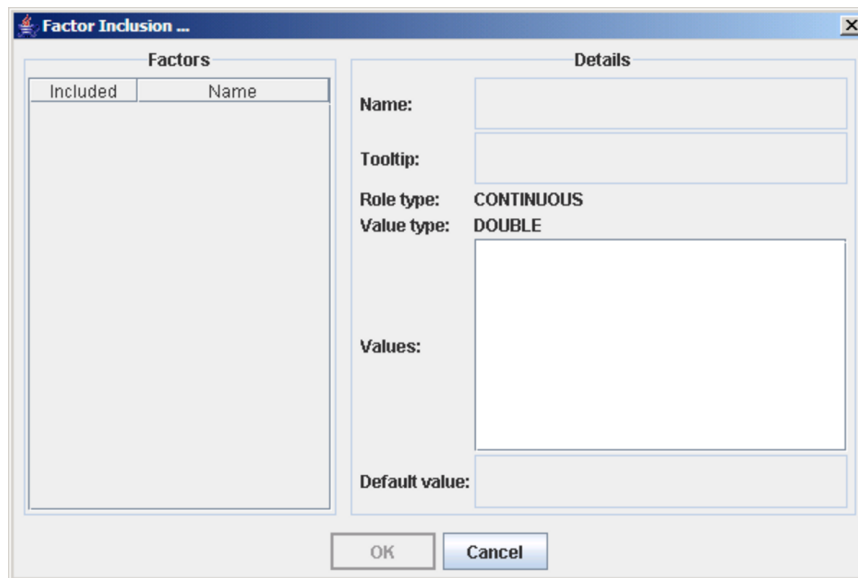 Factor Inclusion ...
Factors
Included Name
Details
Name:
Tooltip:
Role type: CONTINUOUS
Value type: DOUBLE
Values:
Default value:
OK Cancel